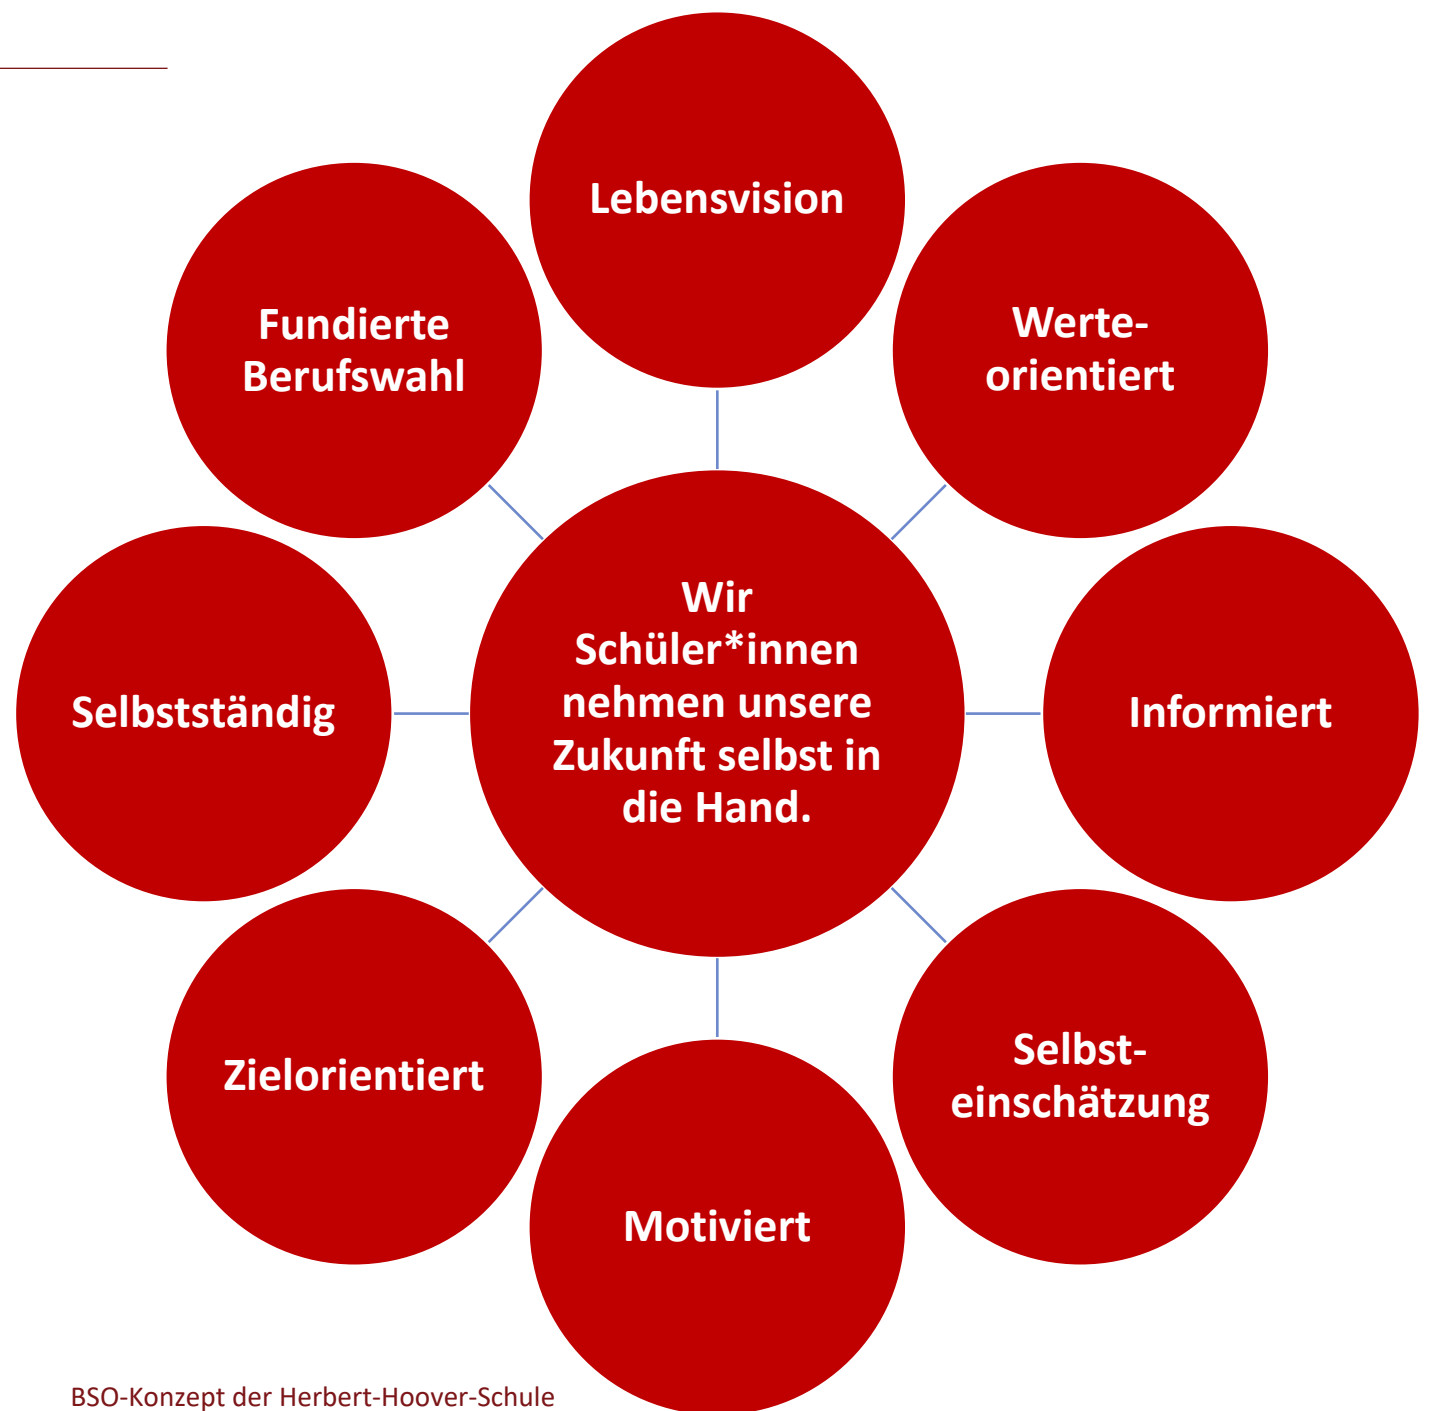 Lebensvision
Werte-
orientiert
Informiert
Selbst-
einschätzung
Motiviert
Zielorientiert
Selbstständig
Fundierte
Berufswahl
Wir
Schüler*innen
nehmen unsere
Zukunft selbst in
die Hand.
BSO-Konzept der Herbert-Hoover-Schule